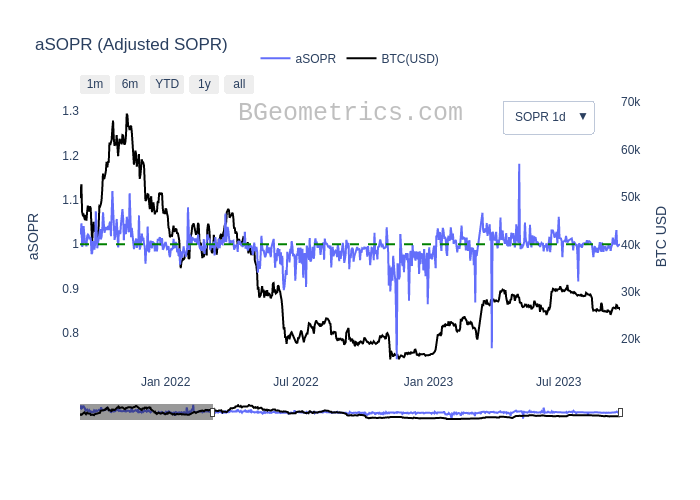 aSOPR (Adjusted SOPR)
aSOPR
BTC(USD)
1m
6m
YTD
1y
all
BGeometrics.com
SOPR 1d
▼
1.3
1.2
1.1
1
0.9
0.8
aSOPR
70k
60k
50k
40k
30k
20k
BTC USD
Jan 2022
Jul 2022
Jan 2023
Jul 2023